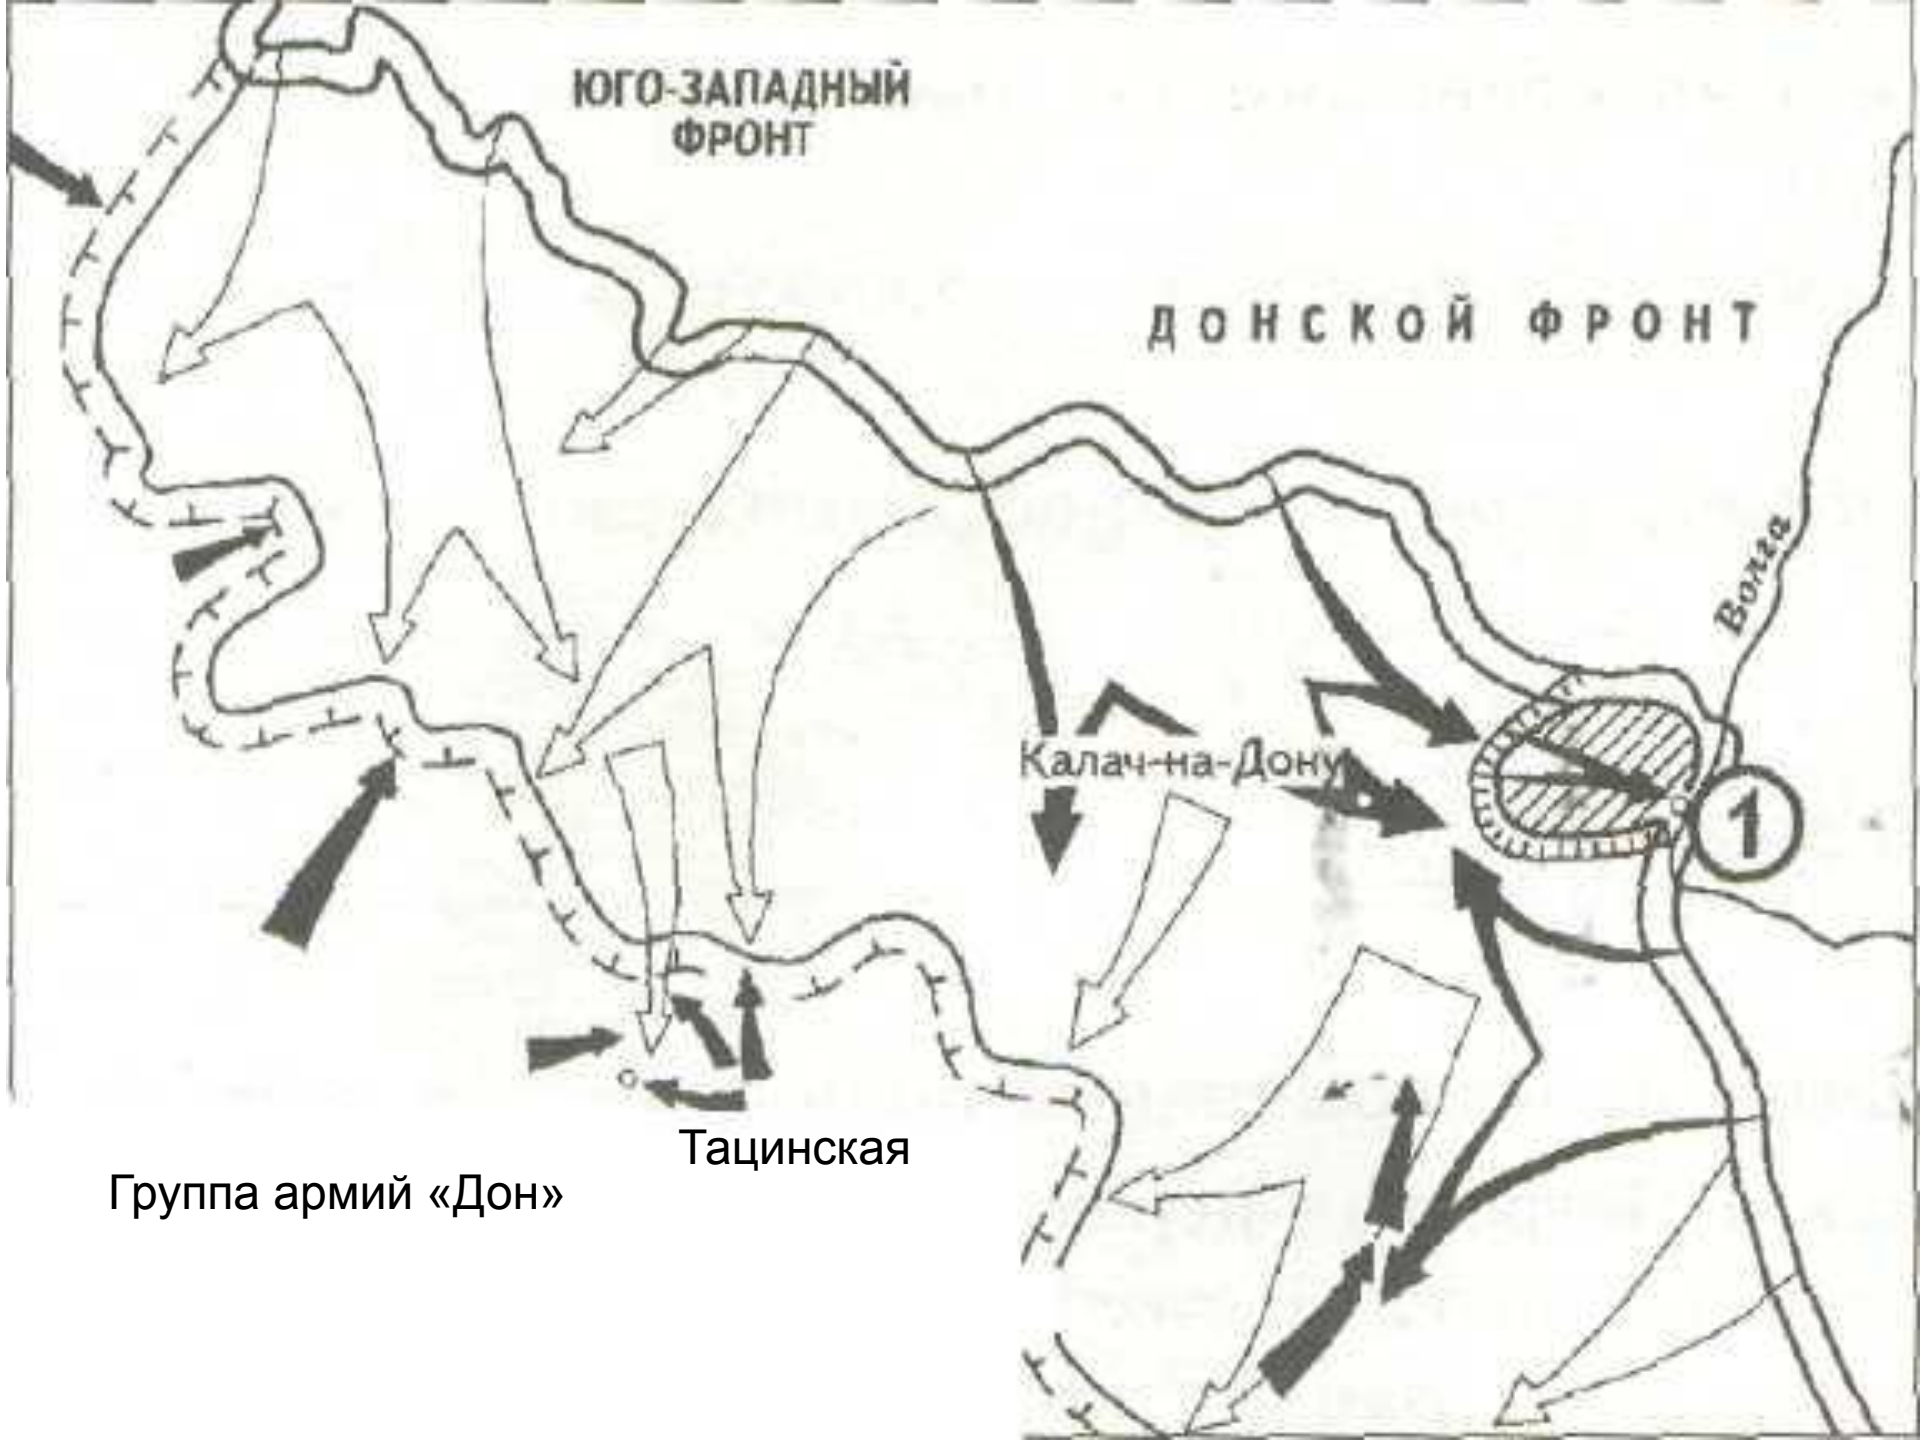 ЮГО-ЗАПАДНЫЙ
ФРОНТ
ДОНСКОЙ ФРОНТ
Волга
Калач-на-Дону
1
Тацинская
Группа армий «Дон»